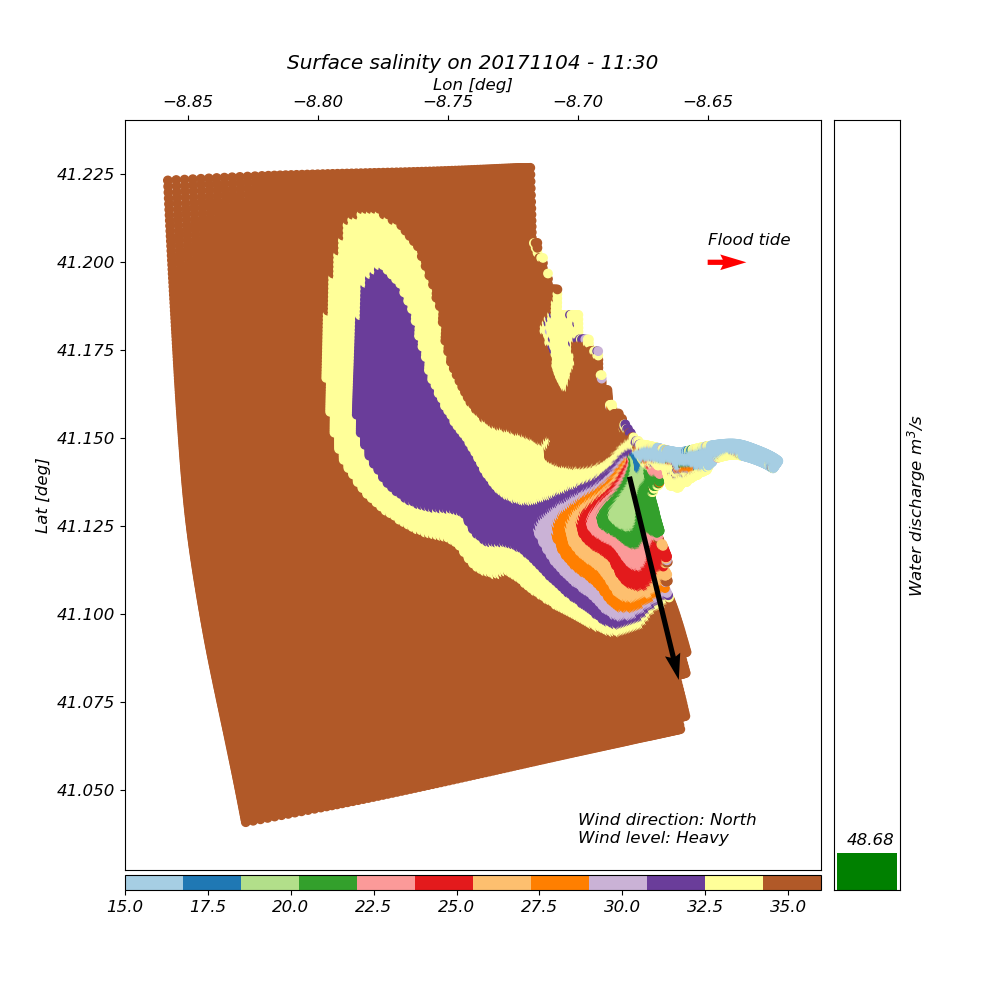 Surface salinity on 20171104 - 11:30
Lon [deg]
−8.85 −8.80 −8.75 −8.70 −8.65
41.225
41.200
41.175
41.150
41.125
41.100
41.075
41.050
Lat [deg]
Flood tide
Wind direction: North
Wind level: Heavy
15.0 17.5 20.0 22.5 25.0 27.5 30.0 32.5 35.0
48.68
Water discharge m³/s